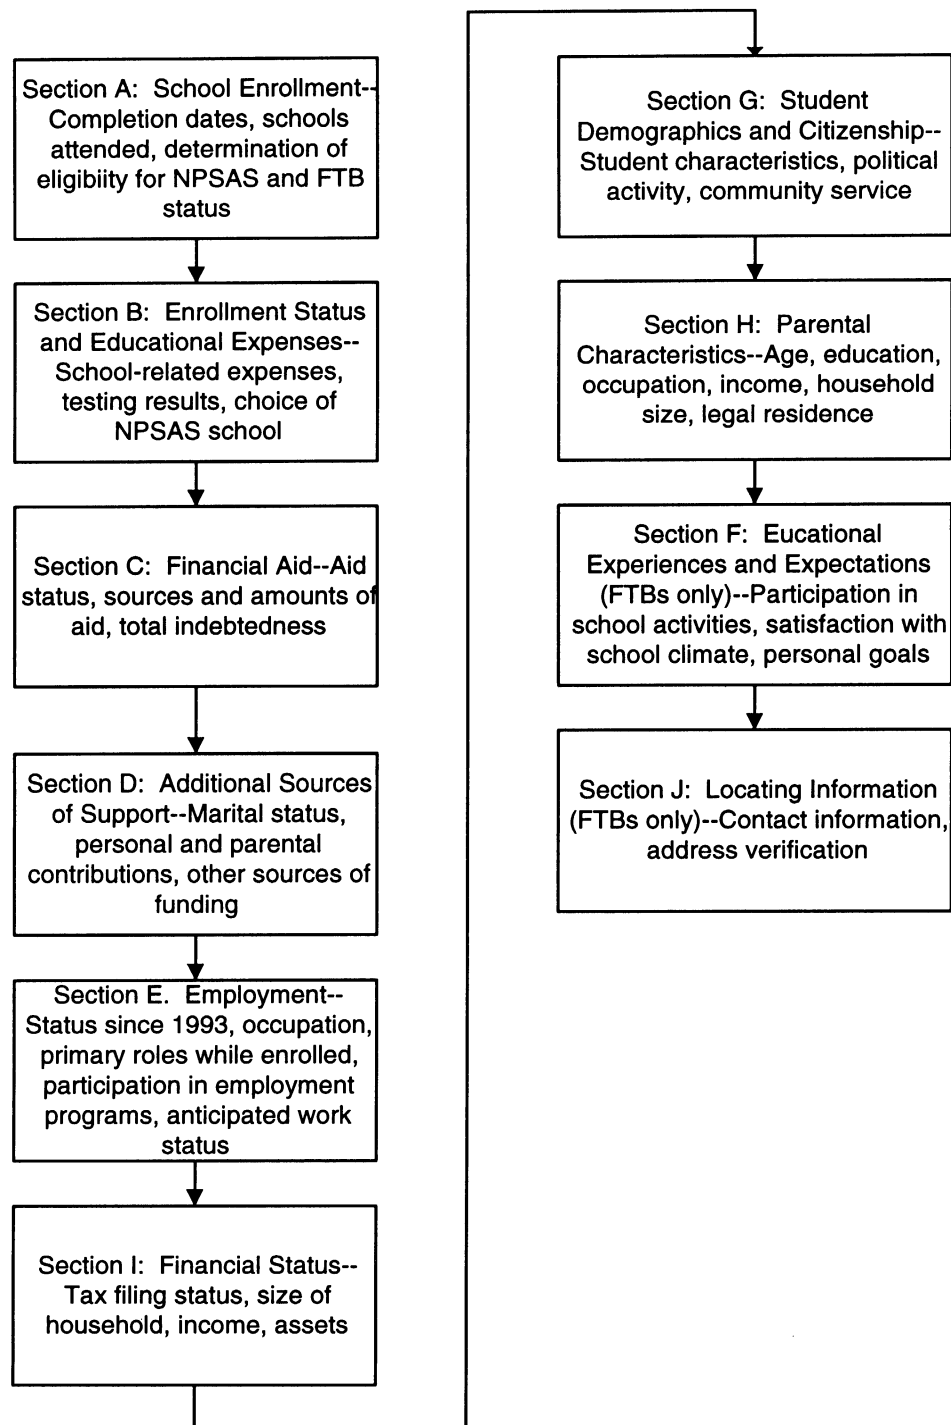 Section A:  School Enrollment--
Completion dates, schools
attended, determination of
eligibiity for NPSAS and FTB
status
Section B:  Enrollment Status
and Educational Expenses--
School-related expenses,
testing results, choice of
NPSAS school
Section C:  Financial Aid--Aid
status, sources and amounts of
aid, total indebtedness
Section D:  Additional Sources
of Support--Marital status,
personal and parental
contributions, other sources of
funding
Section E.  Employment--
Status since 1993, occupation,
primary roles while enrolled,
participation in employment
programs, anticipated work
status
Section I:  Financial Status--
Tax filing status, size of
household, income, assets
Section G:  Student
Demographics and Citizenship--
Student characteristics, political
activity, community service
Section H:  Parental
Characteristics--Age, education,
occupation, income, household
size, legal residence
Section F:  Eucational
Experiences and Expectations
(FTBs only)--Participation in
school activities, satisfaction with
school climate, personal goals
Section J:  Locating Information
(FTBs only)--Contact information,
address verification